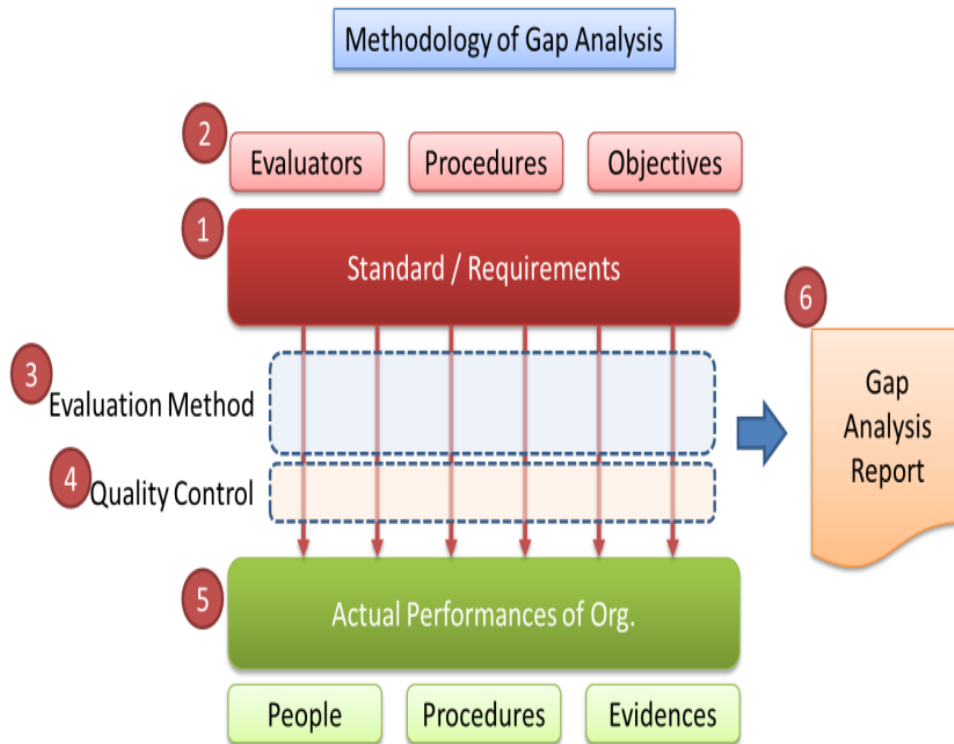 Methodology of Gap Analysis
2
Evaluators
Procedures
Objectives
1
Standard / Requirements
6
3
Evaluation Method
Gap
Analysis
Report
4
Quality Control
5
Actual Performances of Org.
People
Procedures
Evidences